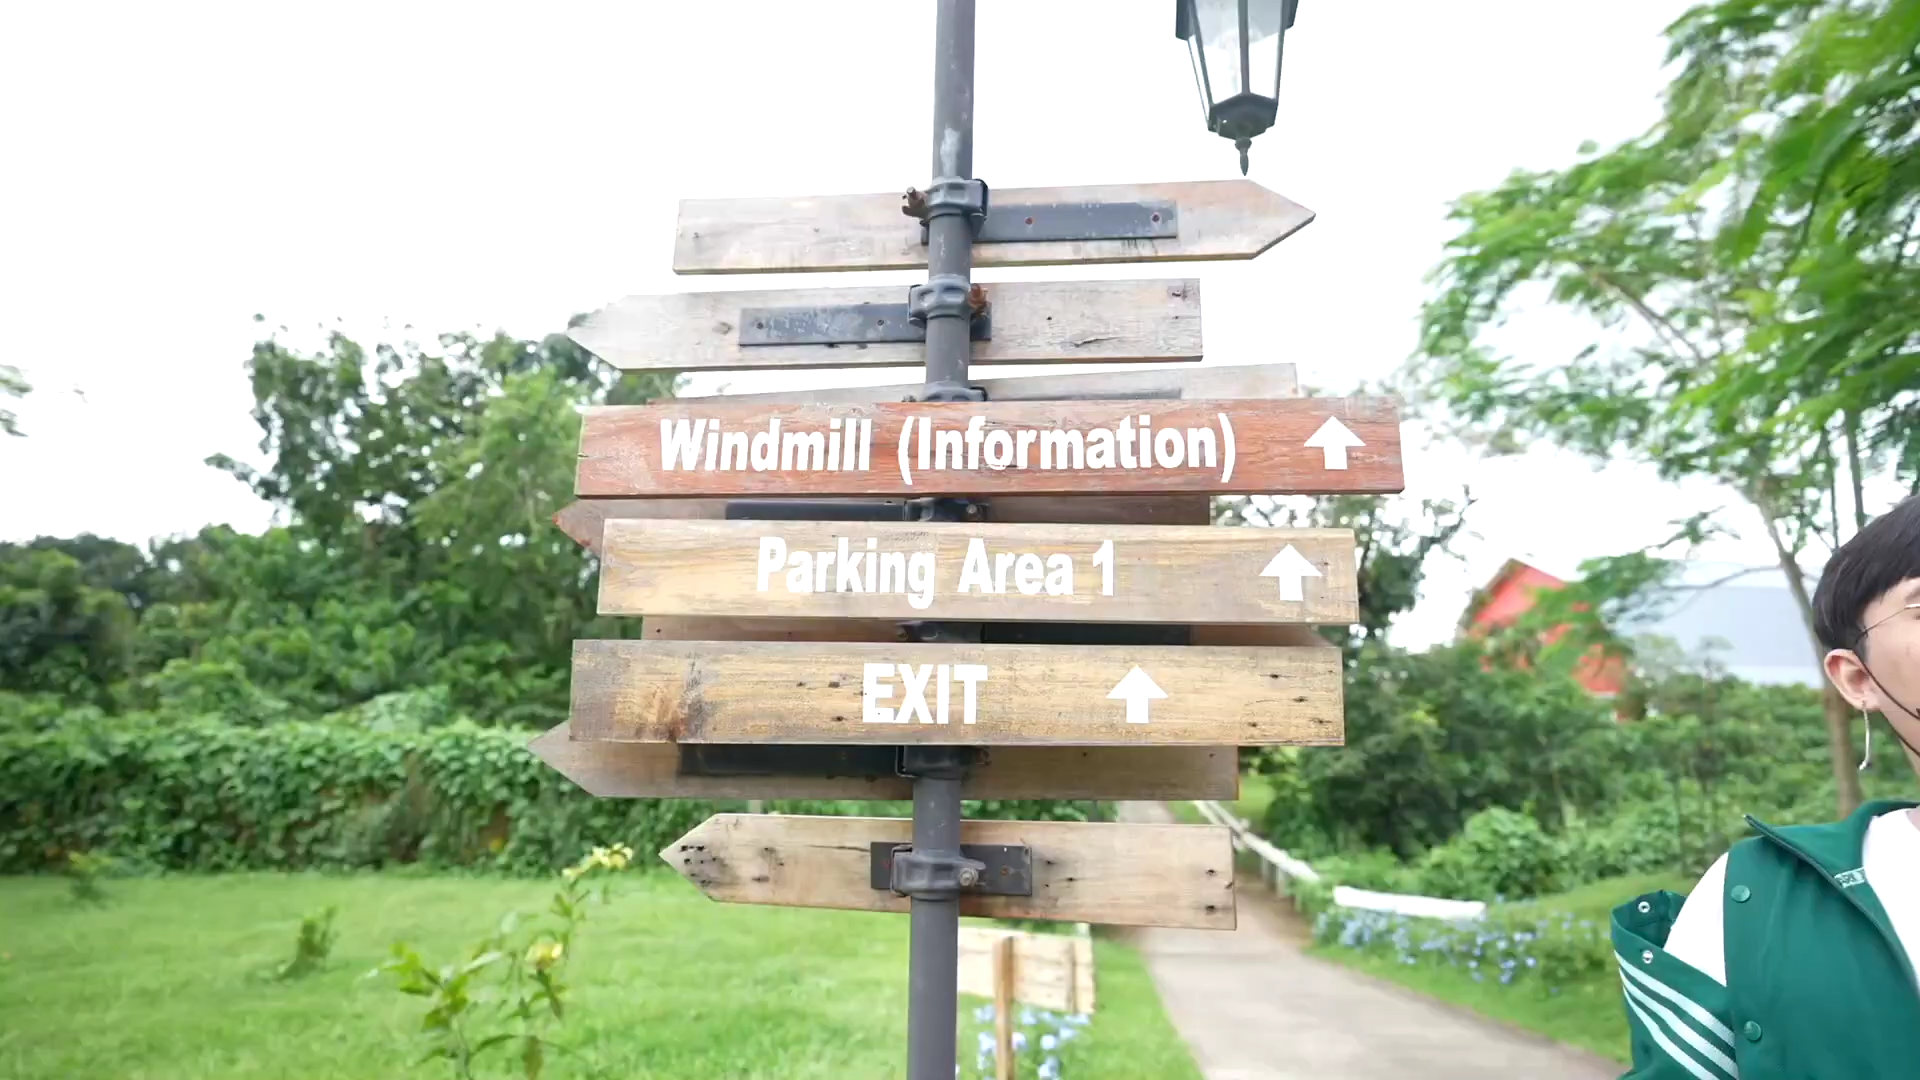 Windmill (Information) ↑
Parking Area 1 ↑
EXIT ↑